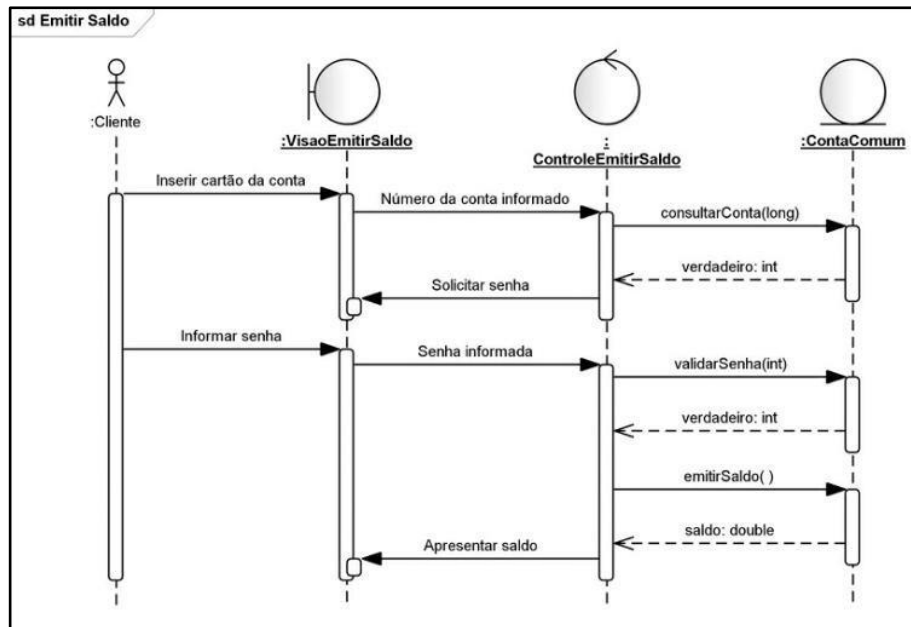 sd Emitir Saldo
:Cliente
:VisaoEmitirSaldo
:
ControleEmitirSaldo
:ContaComum
Inserir cartão da conta
Número da conta informado
consultarConta(long)
verdadeiro: int
Solicitar senha
Informar senha
Senha informada
validarSenha(int)
verdadeiro: int
emitirSaldo( )
saldo: double
Apresentar saldo